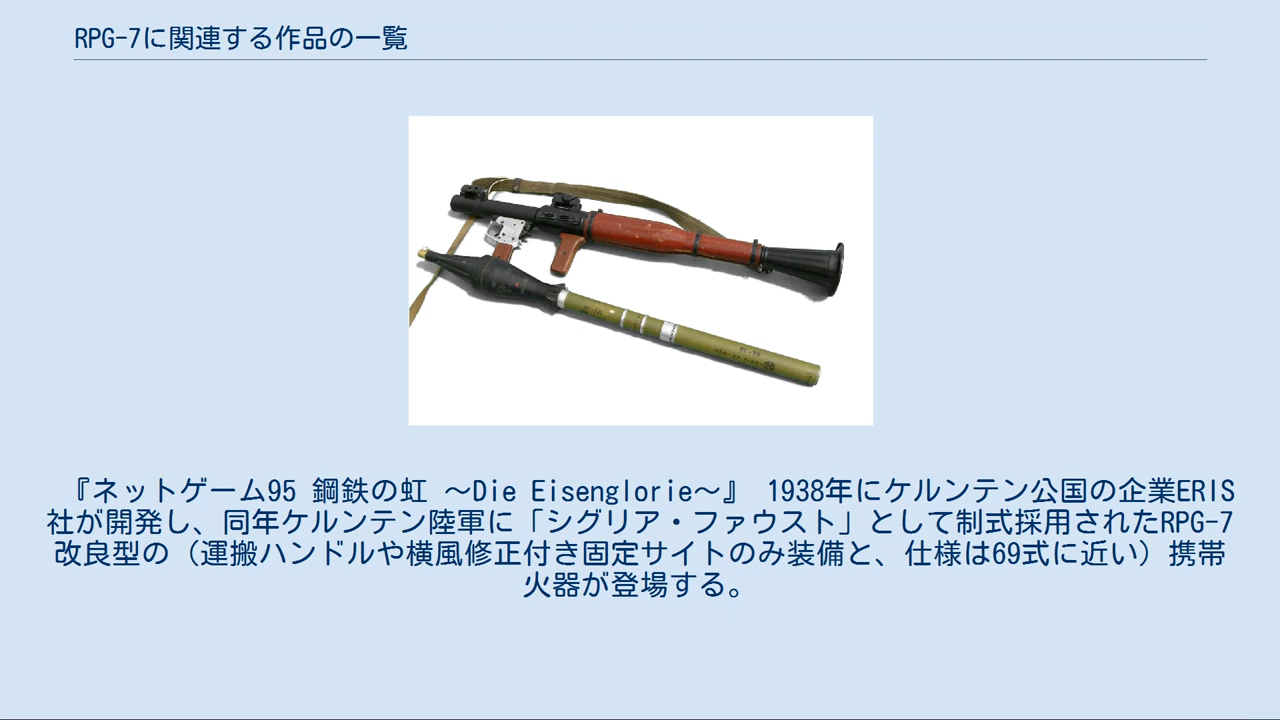 RPG-7に関連する作品の一覧
『ネットゲーム95 鋼鉄の虹 ～Die Eisenglorie～』 1938年にケルンテン公国の企業ERIS
社が開発し、同年ケルンテン陸軍に「シグリア・ファウスト」として制式採用されたRPG-7
改良型の（運搬ハンドルや横風修正付き固定サイトのみ装備と、仕様は69式に近い）携帯
火器が登場する。